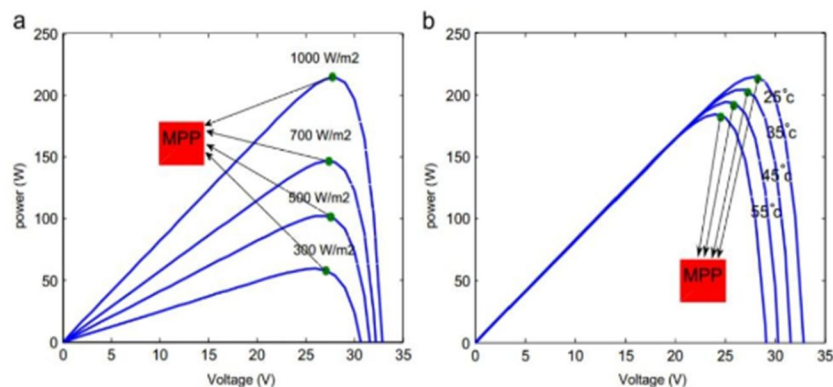 a
250
200
150
100
50
0
power (W)
1000 W/m2
MPP
700 W/m2
500 W/m2
300 W/m2
0 5 10 15 20 25 30 35
Voltage (V)
b
250
200
150
100
50
0
power (W)
25°c
35°c
45°c
55°c
MPP
0 5 10 15 20 25 30 35
Voltage (V)